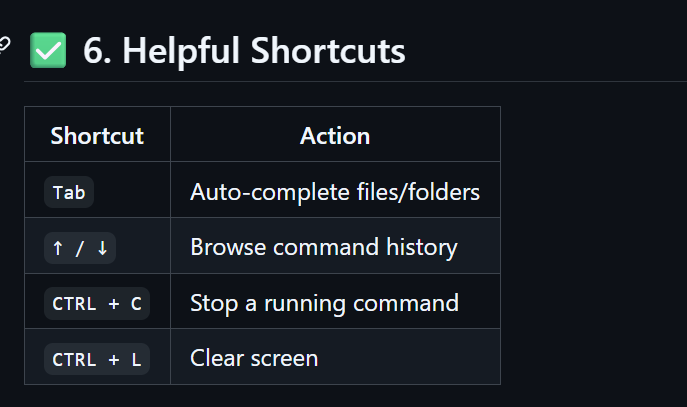 ✅ 6. Helpful Shortcuts
Shortcut Action
Tab Auto-complete files/folders
↑ / ↓ Browse command history
CTRL + C Stop a running command
CTRL + L Clear screen